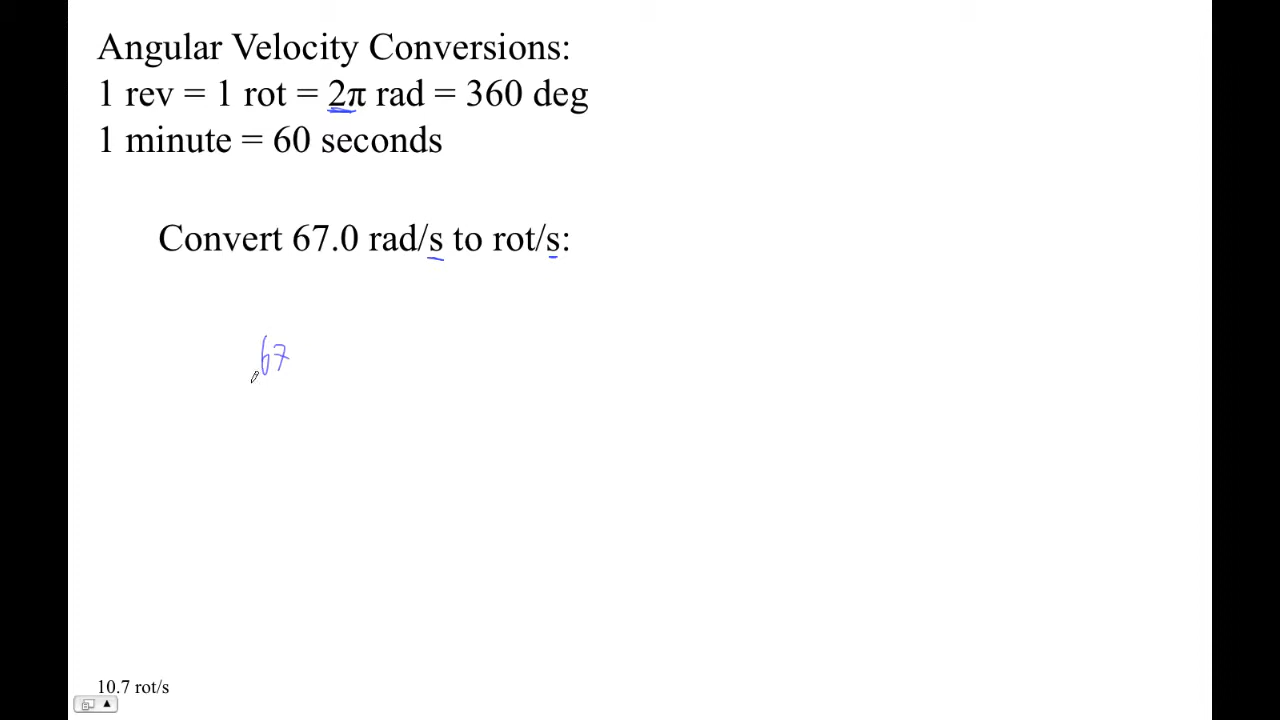 Angular Velocity Conversions:
1 rev = 1 rot = 2π rad = 360 deg
1 minute = 60 seconds
Convert 67.0 rad/s to rot/s:
67
10.7 rot/s